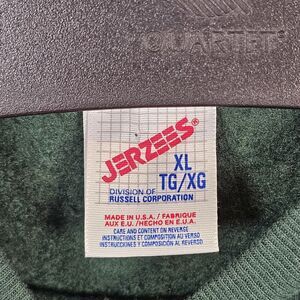 QUARTET
JERZEES®
XL
TG/XG
DIVISION OF
RUSSELL CORPORATION
MADE IN U.S.A./ FABRIQUE
AUX E.U. /HECHO EN E.U.A.
CARE AND CONTENT ON REVERSE
INSTRUCTIONS ET COMPOSITION AU VERSO
INSTRUCCIONES Y COMPOSICION AL VERSO